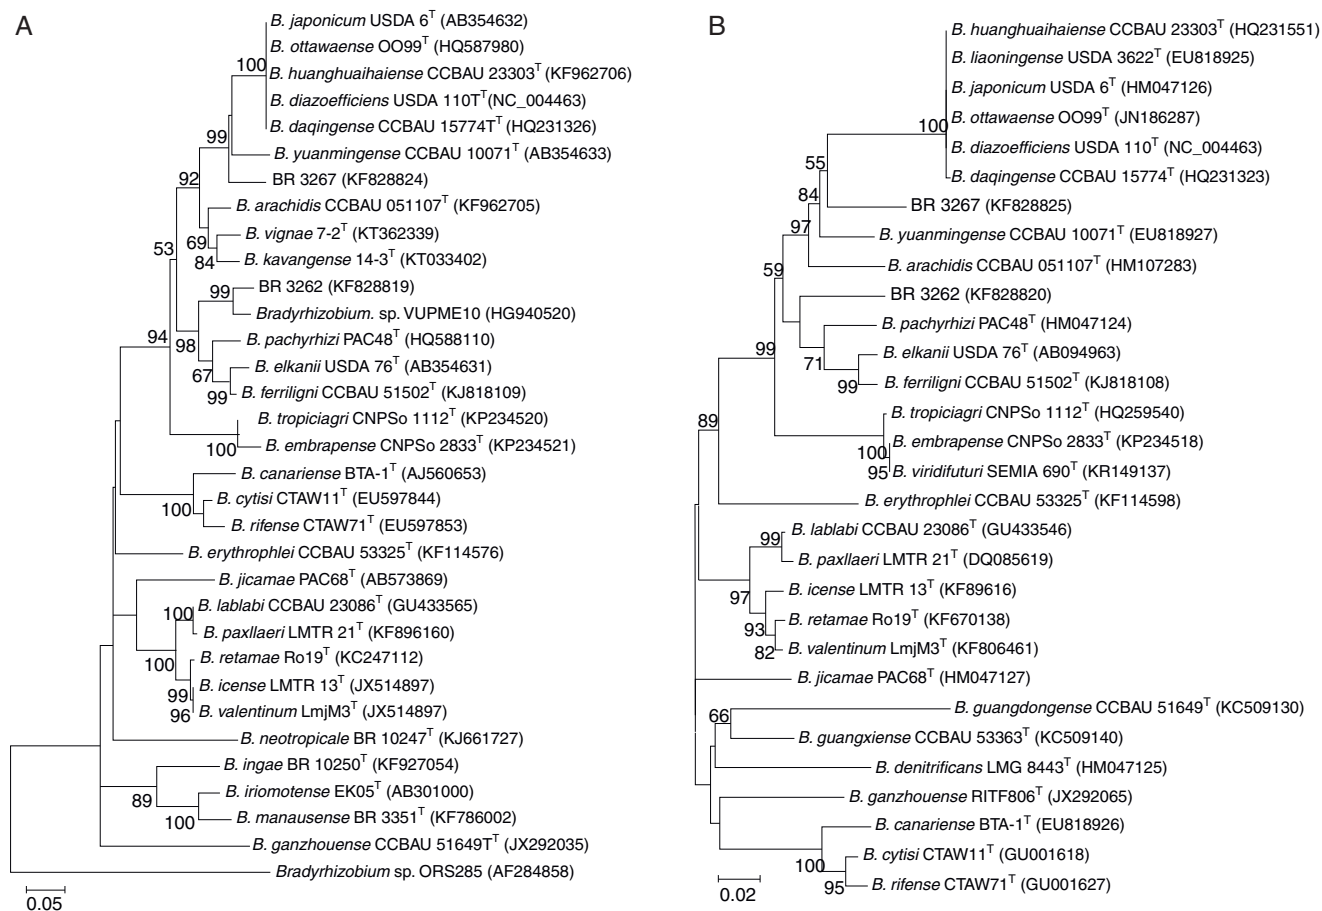 A
B. japonicum USDA 6T (AB354632)
B. ottawaense OO99T (HQ587980)
100
B. huanghuaihaiense CCBAU 23303T (KF962706)
B. diazoefficiens USDA 110TT(NC_004463)
B. daqingense CCBAU 15774TT (HQ231326)
99
B. yuanmingense CCBAU 10071T (AB354633)
92
BR 3267 (KF828824)
B. arachidis CCBAU 051107T (KF962705)
53
69
B. vignae 7-2T (KT362339)
84
B. kavangense 14-3T (KT033402)
99
BR 3262 (KF828819)
Bradyrhizobium. sp. VUPME10 (HG940520)
94
98
B. pachyrhizi PAC48T (HQ588110)
67
B. elkanii USDA 76T (AB354631)
99
B. ferriligni CCBAU 51502T (KJ818109)
B. tropiciagri CNPSo 1112T (KP234520)
100
B. embrapense CNPSo 2833T (KP234521)
B. canariense BTA-1T (AJ560653)
100
B. cytisi CTAW11T (EU597844)
B. rifense CTAW71T (EU597853)
B. erythrophlei CCBAU 53325T (KF114576)
B. jicamae PAC68T (AB573869)
100
B. lablabi CCBAU 23086T (GU433565)
B. paxllaeri LMTR 21T (KF896160)
100
B. retamae Ro19T (KC247112)
99
B. icense LMTR 13T (JX514897)
96
B. valentinum LmjM3T (JX514897)
B. neotropicale BR 10247T (KJ661727)
B. ingae BR 10250T (KF927054)
89
B. iriomotense EK05T (AB301000)
100
B. manausense BR 3351T (KF786002)
B. ganzhouense CCBAU 51649TT (JX292035)
Bradyrhizobium sp. ORS285 (AF284858)
0.05
B
B. huanghuaihaiense CCBAU 23303T (HQ231551)
B. liaoningense USDA 3622T (EU818925)
B. japonicum USDA 6T (HM047126)
B. ottawaense OO99T (JN186287)
100
B. diazoefficiens USDA 110T (NC_004463)
55
B. daqingense CCBAU 15774T (HQ231323)
84
BR 3267 (KF828825)
97
B. yuanmingense CCBAU 10071T (EU818927)
59
B. arachidis CCBAU 051107T (HM107283)
BR 3262 (KF828820)
B. pachyrhizi PAC48T (HM047124)
99
71
B. elkanii USDA 76T (AB094963)
99
B. ferriligni CCBAU 51502T (KJ818108)
89
B. tropiciagri CNPSo 1112T (HQ259540)
100
B. embrapense CNPSo 2833T (KP234518)
95
B. viridifuturi SEMIA 690T (KR149137)
B. erythrophlei CCBAU 53325T (KF114598)
99
B. lablabi CCBAU 23086T (GU433546)
B. paxllaeri LMTR 21T (DQ085619)
97
B. icense LMTR 13T (KF89616)
93
B. retamae Ro19T (KF670138)
82
B. valentinum LmjM3T (KF806461)
B. jicamae PAC68T (HM047127)
66
B. guangdongense CCBAU 51649T (KC509130)
B. guangxiense CCBAU 53363T (KC509140)
B. denitrificans LMG 8443T (HM047125)
B. ganzhouense RITF806T (JX292065)
B. canariense BTA-1T (EU818926)
100
B. cytisi CTAW11T (GU001618)
95
B. rifense CTAW71T (GU001627)
0.02